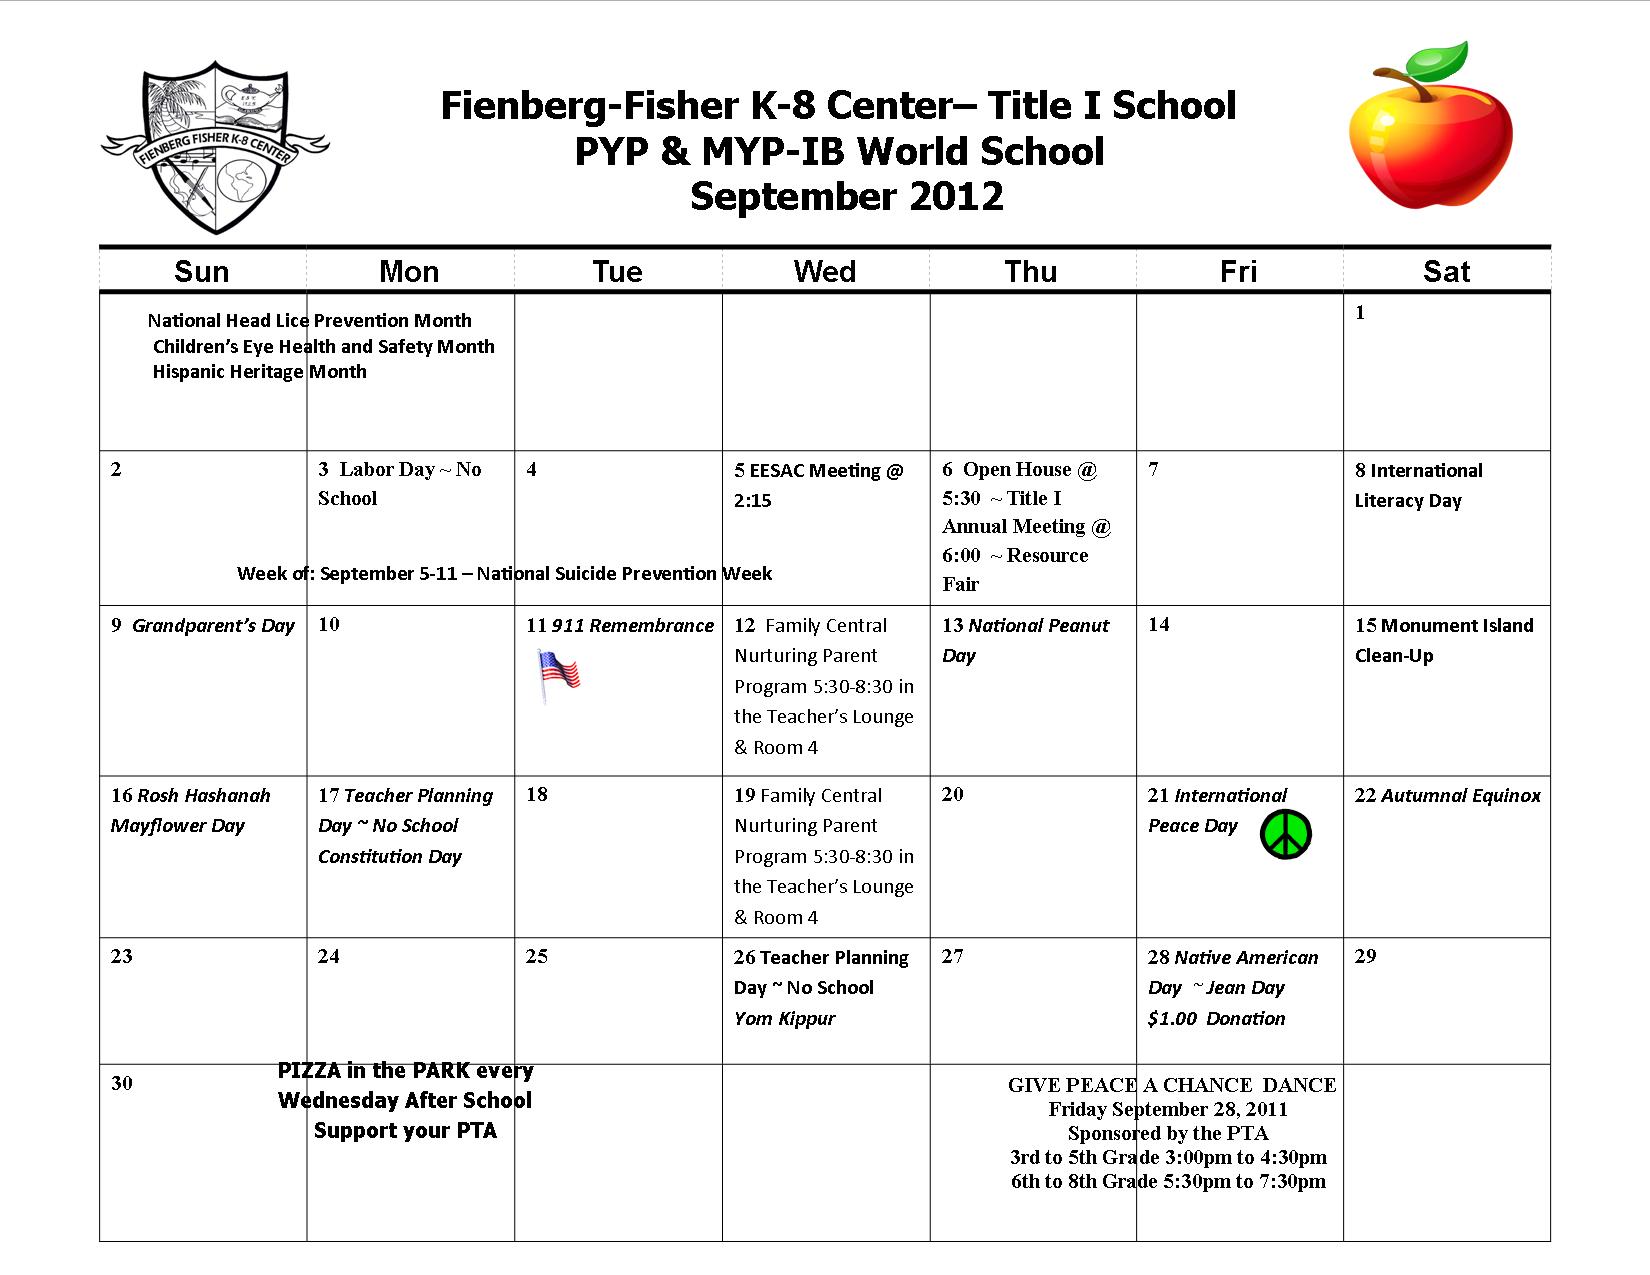 FIENBERG FISHER K-8 CENTER
Fienberg-Fisher K-8 Center– Title I School
PYP & MYP-IB World School
September 2012
Sun Mon Tue Wed Thu Fri Sat
National Head Lice Prevention Month
Children's Eye Health and Safety Month
Hispanic Heritage Month
1
2
3 Labor Day ~ No
School
4
5 EESAC Meeting @
2:15
6 Open House @
5:30 ~ Title I
Annual Meeting @
6:00 ~ Resource
Fair
7
8 International
Literacy Day
Week of: September 5-11 – National Suicide Prevention Week
9 Grandparent's Day
10
11 911 Remembrance
12 Family Central
Nurturing Parent
Program 5:30-8:30 in
the Teacher's Lounge
& Room 4
13 National Peanut
Day
14
15 Monument Island
Clean-Up
16 Rosh Hashanah
Mayflower Day
17 Teacher Planning
Day ~ No School
Constitution Day
18
19 Family Central
Nurturing Parent
Program 5:30-8:30 in
the Teacher's Lounge
& Room 4
20
21 International
Peace Day
22 Autumnal Equinox
23
24
25
26 Teacher Planning
Day ~ No School
Yom Kippur
27
28 Native American
Day ~ Jean Day
$1.00 Donation
29
30
PIZZA in the PARK every
Wednesday After School
Support your PTA
GIVE PEACE A CHANCE DANCE
Friday September 28, 2011
Sponsored by the PTA
3rd to 5th Grade 3:00pm to 4:30pm
6th to 8th Grade 5:30pm to 7:30pm